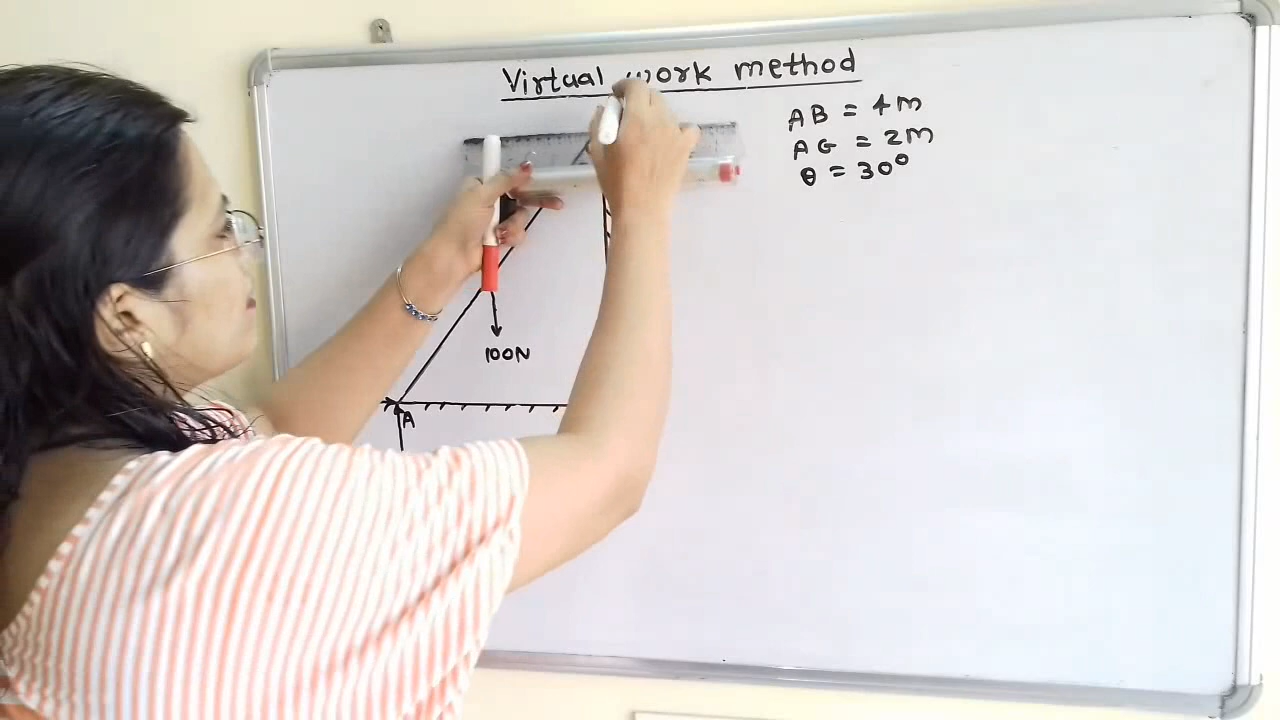 Virtual work method
AB = 4m
AG = 2m
θ = 30°
100N
A